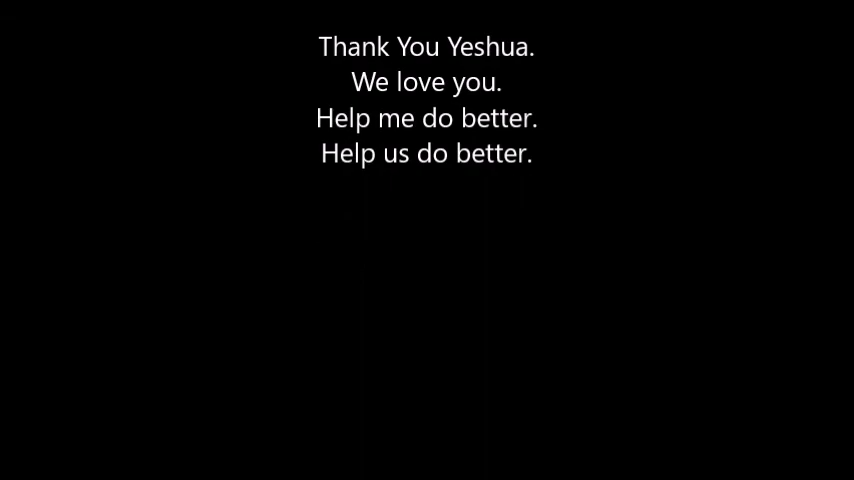 Thank You Yeshua.
We love you.
Help me do better.
Help us do better.